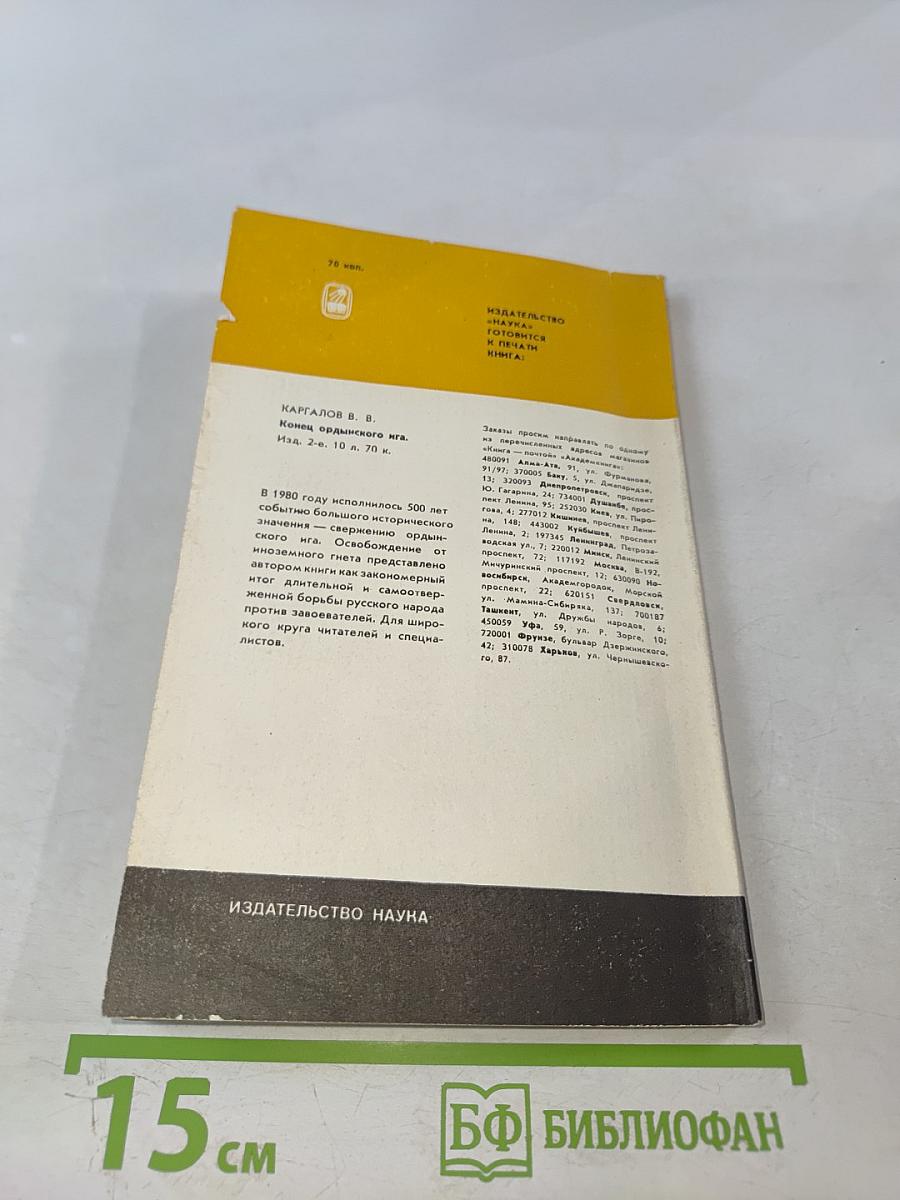 70 коп.
ИЗДАТЕЛЬСТВО
«НАУКА»
ГОТОВИТСЯ
К ПЕЧАТИ
КНИГА:
КАРГАЛОВ В. В.
Конец ордынского ига.
Изд. 2-е. 10 л. 70 к.
В 1980 году исполнилось 500 лет
событию большого исторического
значения — свержению ордын-
ского ига. Освобождение от
иноземного гнета представлено
автором книги как закономерный
итог длительной и самоотвер-
женной борьбы русского народа
против завоевателей. Для широ-
кого круга читателей и специа-
листов.
Заказы просим направлять по одному
из перечисленных адресов магазинов
«Книга — почтой» «Академкнига»:
480091 Алма-Ата, 91, ул. Фурманова,
91/97; 370005 Баку, 5, ул. Джапаридзе,
13; 320093 Днепропетровск, проспект
Ю. Гагарина, 24; 734001 Душанбе, прос-
пект Ленина, 95; 252030 Киев, ул. Пиро-
гова, 4; 277012 Кишинев, проспект Лени-
на, 148; 443002 Куйбышев, проспект
Ленина, 2; 197345 Ленинград, Петроза-
водская ул., 7; 220012 Минск, Ленинский
проспект, 72; 117192 Москва, В-192,
Мичуринский проспект, 12; 630090 Но-
восибирск, Академгородок, Морской
проспект, 22; 620151 Свердловск,
ул. Мамина-Сибиряка, 137; 700187
Ташкент, ул. Дружбы народов, 6;
450059 Уфа, 59, ул. Р. Зорге, 10;
720001 Фрунзе, бульвар Дзержинского,
42; 310078 Харьков, ул. Чернышевско-
го, 87.
ИЗДАТЕЛЬСТВО НАУКА
15 см
БФ БИБЛИОФАН